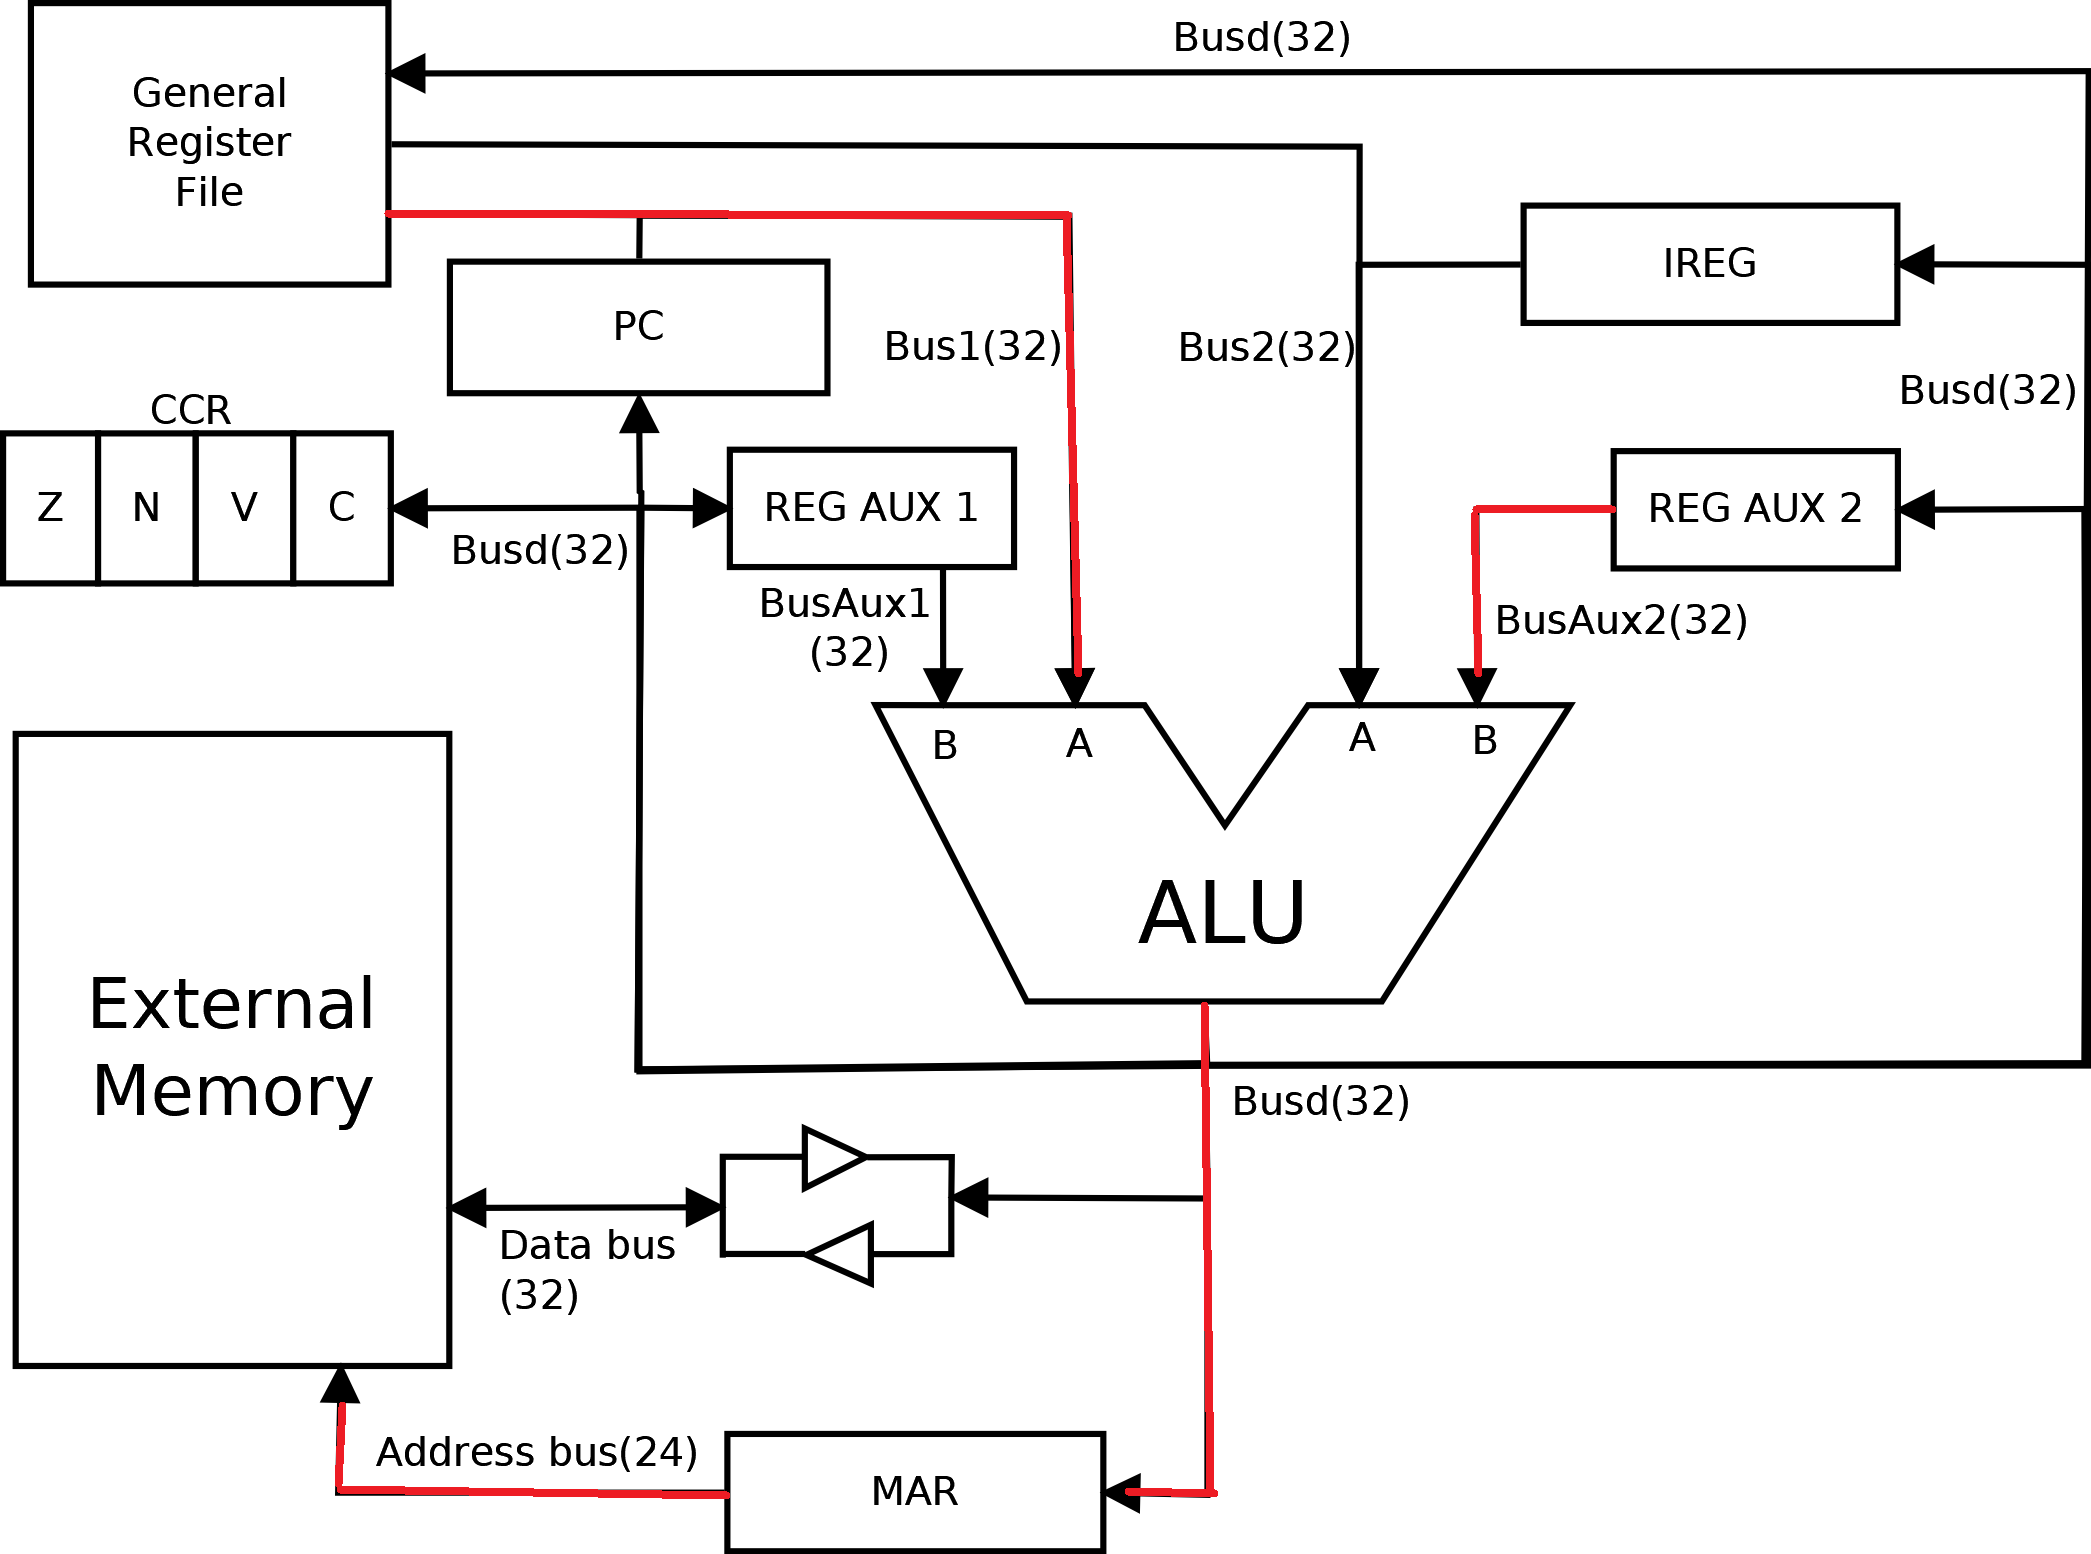 Busd(32)
General
Register
File
IREG
PC
Bus1(32)
Bus2(32)
Busd(32)
CCR
Z N V C
REG AUX 1
REG AUX 2
Busd(32)
BusAux1
(32)
BusAux2(32)
B A A B
ALU
External
Memory
Busd(32)
Data bus
(32)
Address bus(24)
MAR